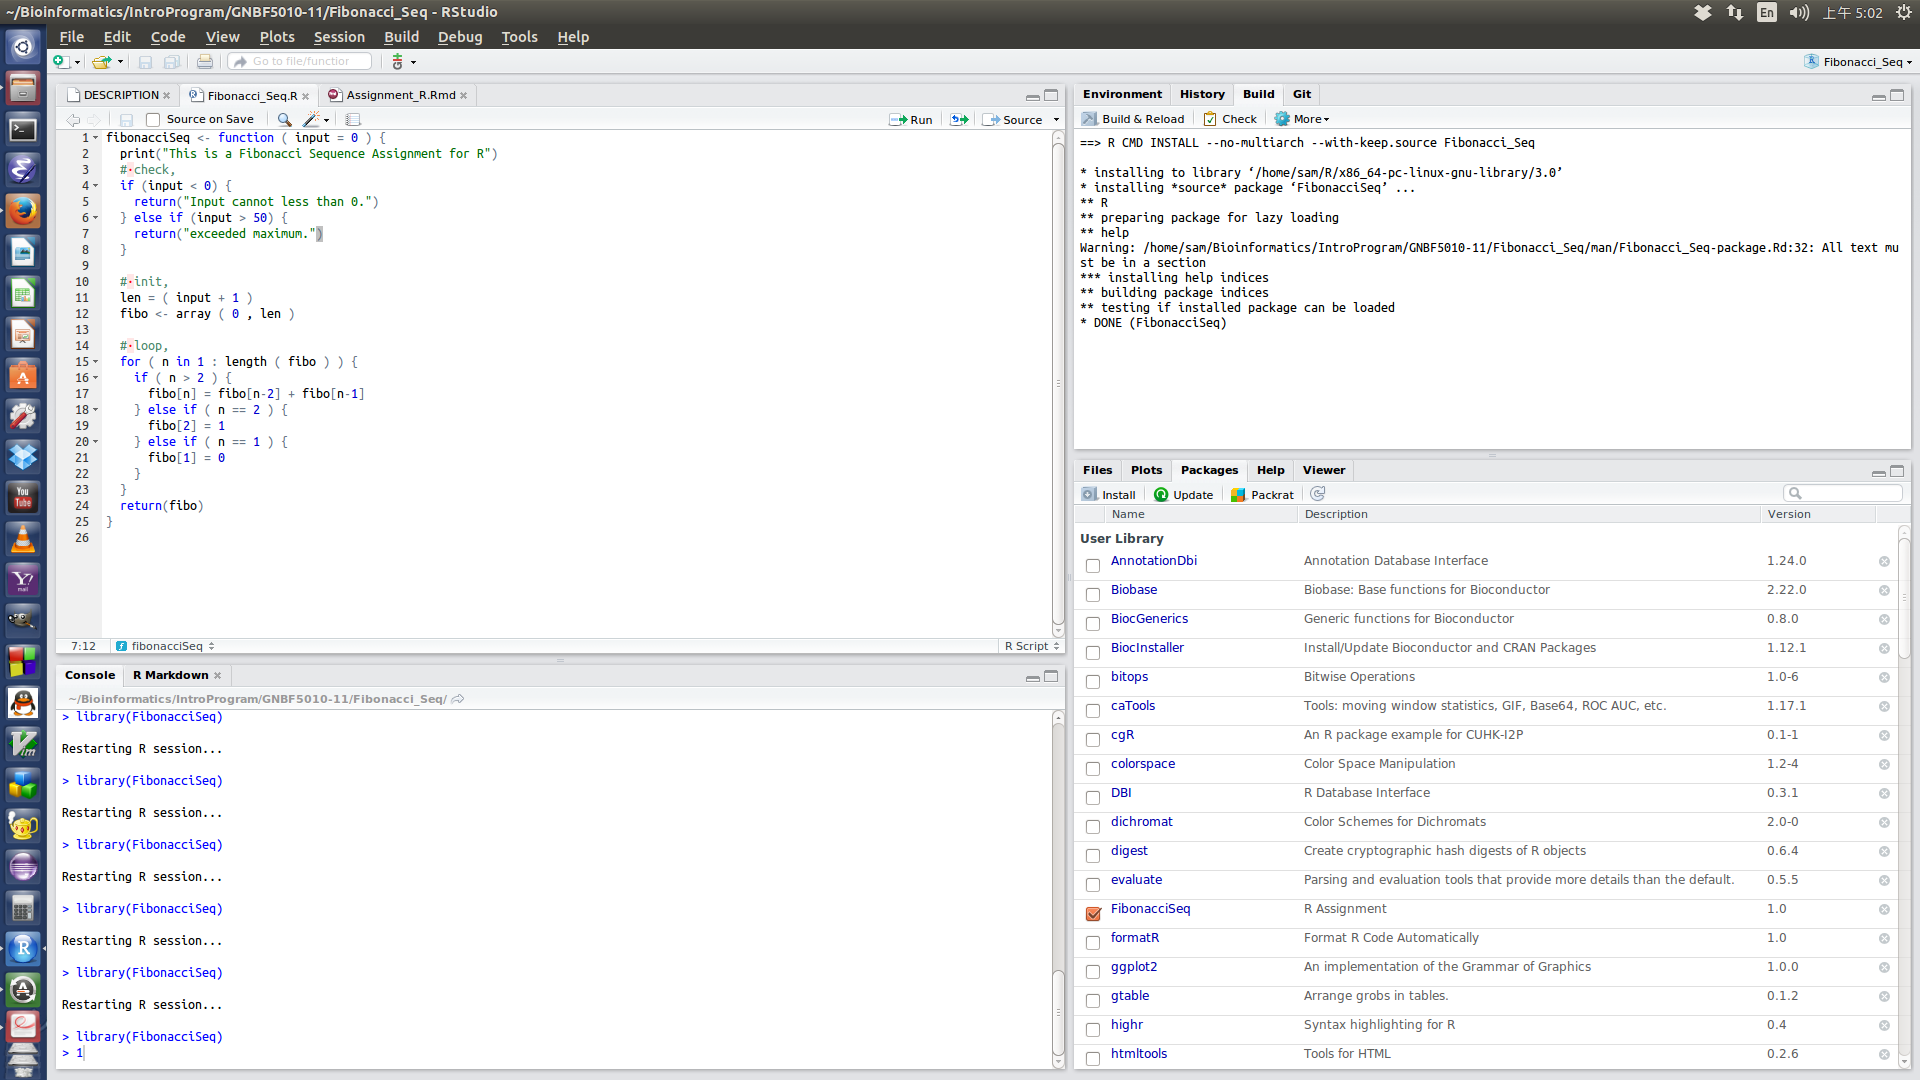 ~/Bioinformatics/IntroProgram/GNBF5010-11/Fibonacci_Seq - RStudio
En
上午 5:02
File Edit Code View Plots Session Build Debug Tools Help
Go to file/function
Fibonacci_Seq
DESCRIPTION
Fibonacci_Seq.R
Assignment_R.Rmd
Source on Save
Run
Source
1 fibonacciSeq <- function ( input = 0 ) {
2 print("This is a Fibonacci Sequence Assignment for R")
3 # check,
4 if (input < 0) {
5 return("Input cannot less than 0.")
6 } else if (input > 50) {
7 return("exceeded maximum.")
8 }
9
10 # init,
11 len = ( input + 1 )
12 fibo <- array ( 0 , len )
13
14 # loop,
15 for ( n in 1 : length ( fibo ) ) {
16 if ( n > 2 ) {
17 fibo[n] = fibo[n-2] + fibo[n-1]
18 } else if ( n == 2 ) {
19 fibo[2] = 1
20 } else if ( n == 1 ) {
21 fibo[1] = 0
22 }
23 }
24 return(fibo)
25 }
26
7:12 fibonacciSeq
R Script
Console R Markdown
~/Bioinformatics/IntroProgram/GNBF5010-11/Fibonacci_Seq/
> library(FibonacciSeq)
Restarting R session...
> library(FibonacciSeq)
Restarting R session...
> library(FibonacciSeq)
Restarting R session...
> library(FibonacciSeq)
Restarting R session...
> library(FibonacciSeq)
Restarting R session...
> library(FibonacciSeq)
> 1
Environment History Build Git
Build & Reload Check More
==> R CMD INSTALL --no-multiarch --with-keep.source Fibonacci_Seq
* installing to library ‘/home/sam/R/x86_64-pc-linux-gnu-library/3.0’
* installing *source* package ‘FibonacciSeq’ ...
** R
** preparing package for lazy loading
** help
Warning: /home/sam/Bioinformatics/IntroProgram/GNBF5010-11/Fibonacci_Seq/man/Fibonacci_Seq-package.Rd:32: All text mu
st be in a section
*** installing help indices
** building package indices
** testing if installed package can be loaded
* DONE (FibonacciSeq)
Files Plots Packages Help Viewer
Install Update Packrat
Name Description Version
User Library
AnnotationDbi Annotation Database Interface 1.24.0
Biobase Biobase: Base functions for Bioconductor 2.22.0
BiocGenerics Generic functions for Bioconductor 0.8.0
BiocInstaller Install/Update Bioconductor and CRAN Packages 1.12.1
bitops Bitwise Operations 1.0-6
caTools Tools: moving window statistics, GIF, Base64, ROC AUC, etc. 1.17.1
cgR An R package example for CUHK-I2P 0.1-1
colorspace Color Space Manipulation 1.2-4
DBI R Database Interface 0.3.1
dichromat Color Schemes for Dichromats 2.0-0
digest Create cryptographic hash digests of R objects 0.6.4
evaluate Parsing and evaluation tools that provide more details than the default. 0.5.5
FibonacciSeq R Assignment 1.0
formatR Format R Code Automatically 1.0
ggplot2 An implementation of the Grammar of Graphics 1.0.0
gtable Arrange grobs in tables. 0.1.2
highr Syntax highlighting for R 0.4
htmltools Tools for HTML 0.2.6
You
Tube
Y!
mail
Vim
R